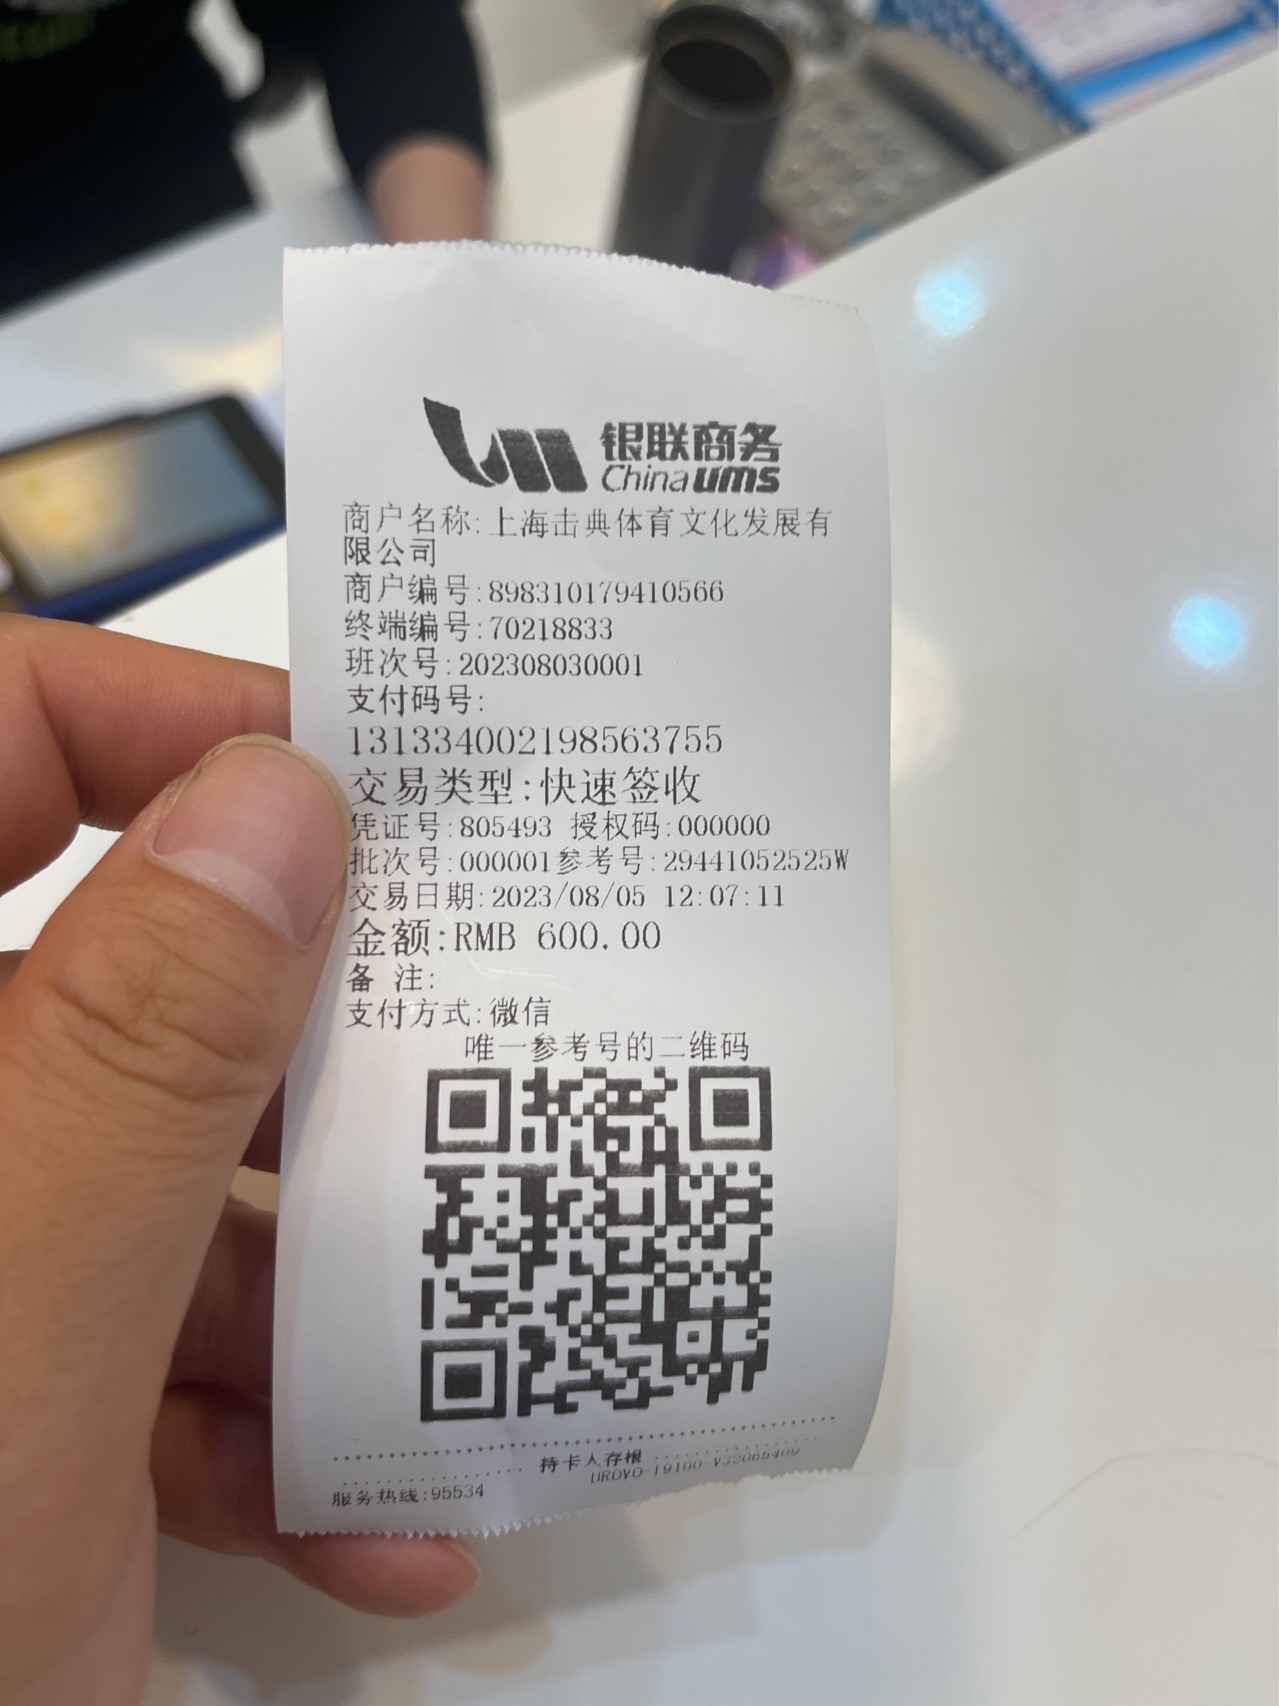 银联商务
China ums
商户名称:上海击典体育文化发展有
限公司
商户编号:898310179410566
终端编号:70218833
班次号:202308030001
支付码号:
131334002198563755
交易类型:快速签收
凭证号:805493 授权码:000000
批次号:000001参考号:29441052525W
交易日期:2023/08/05 12:07:11
金额:RMB 600.00
备 注:
支付方式:微信
唯一参考号的二维码
持卡人存根
UROVO-I9100-V32065409
服务热线:95534